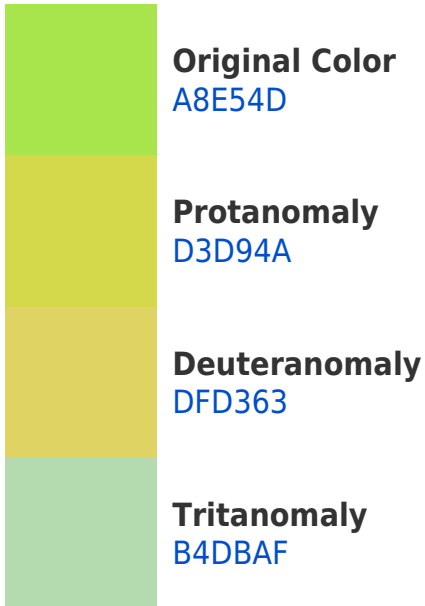 Original Color
A8E54D
Protanomaly
D3D94A
Deuteranomaly
DFD363
Tritanomaly
B4DBAF